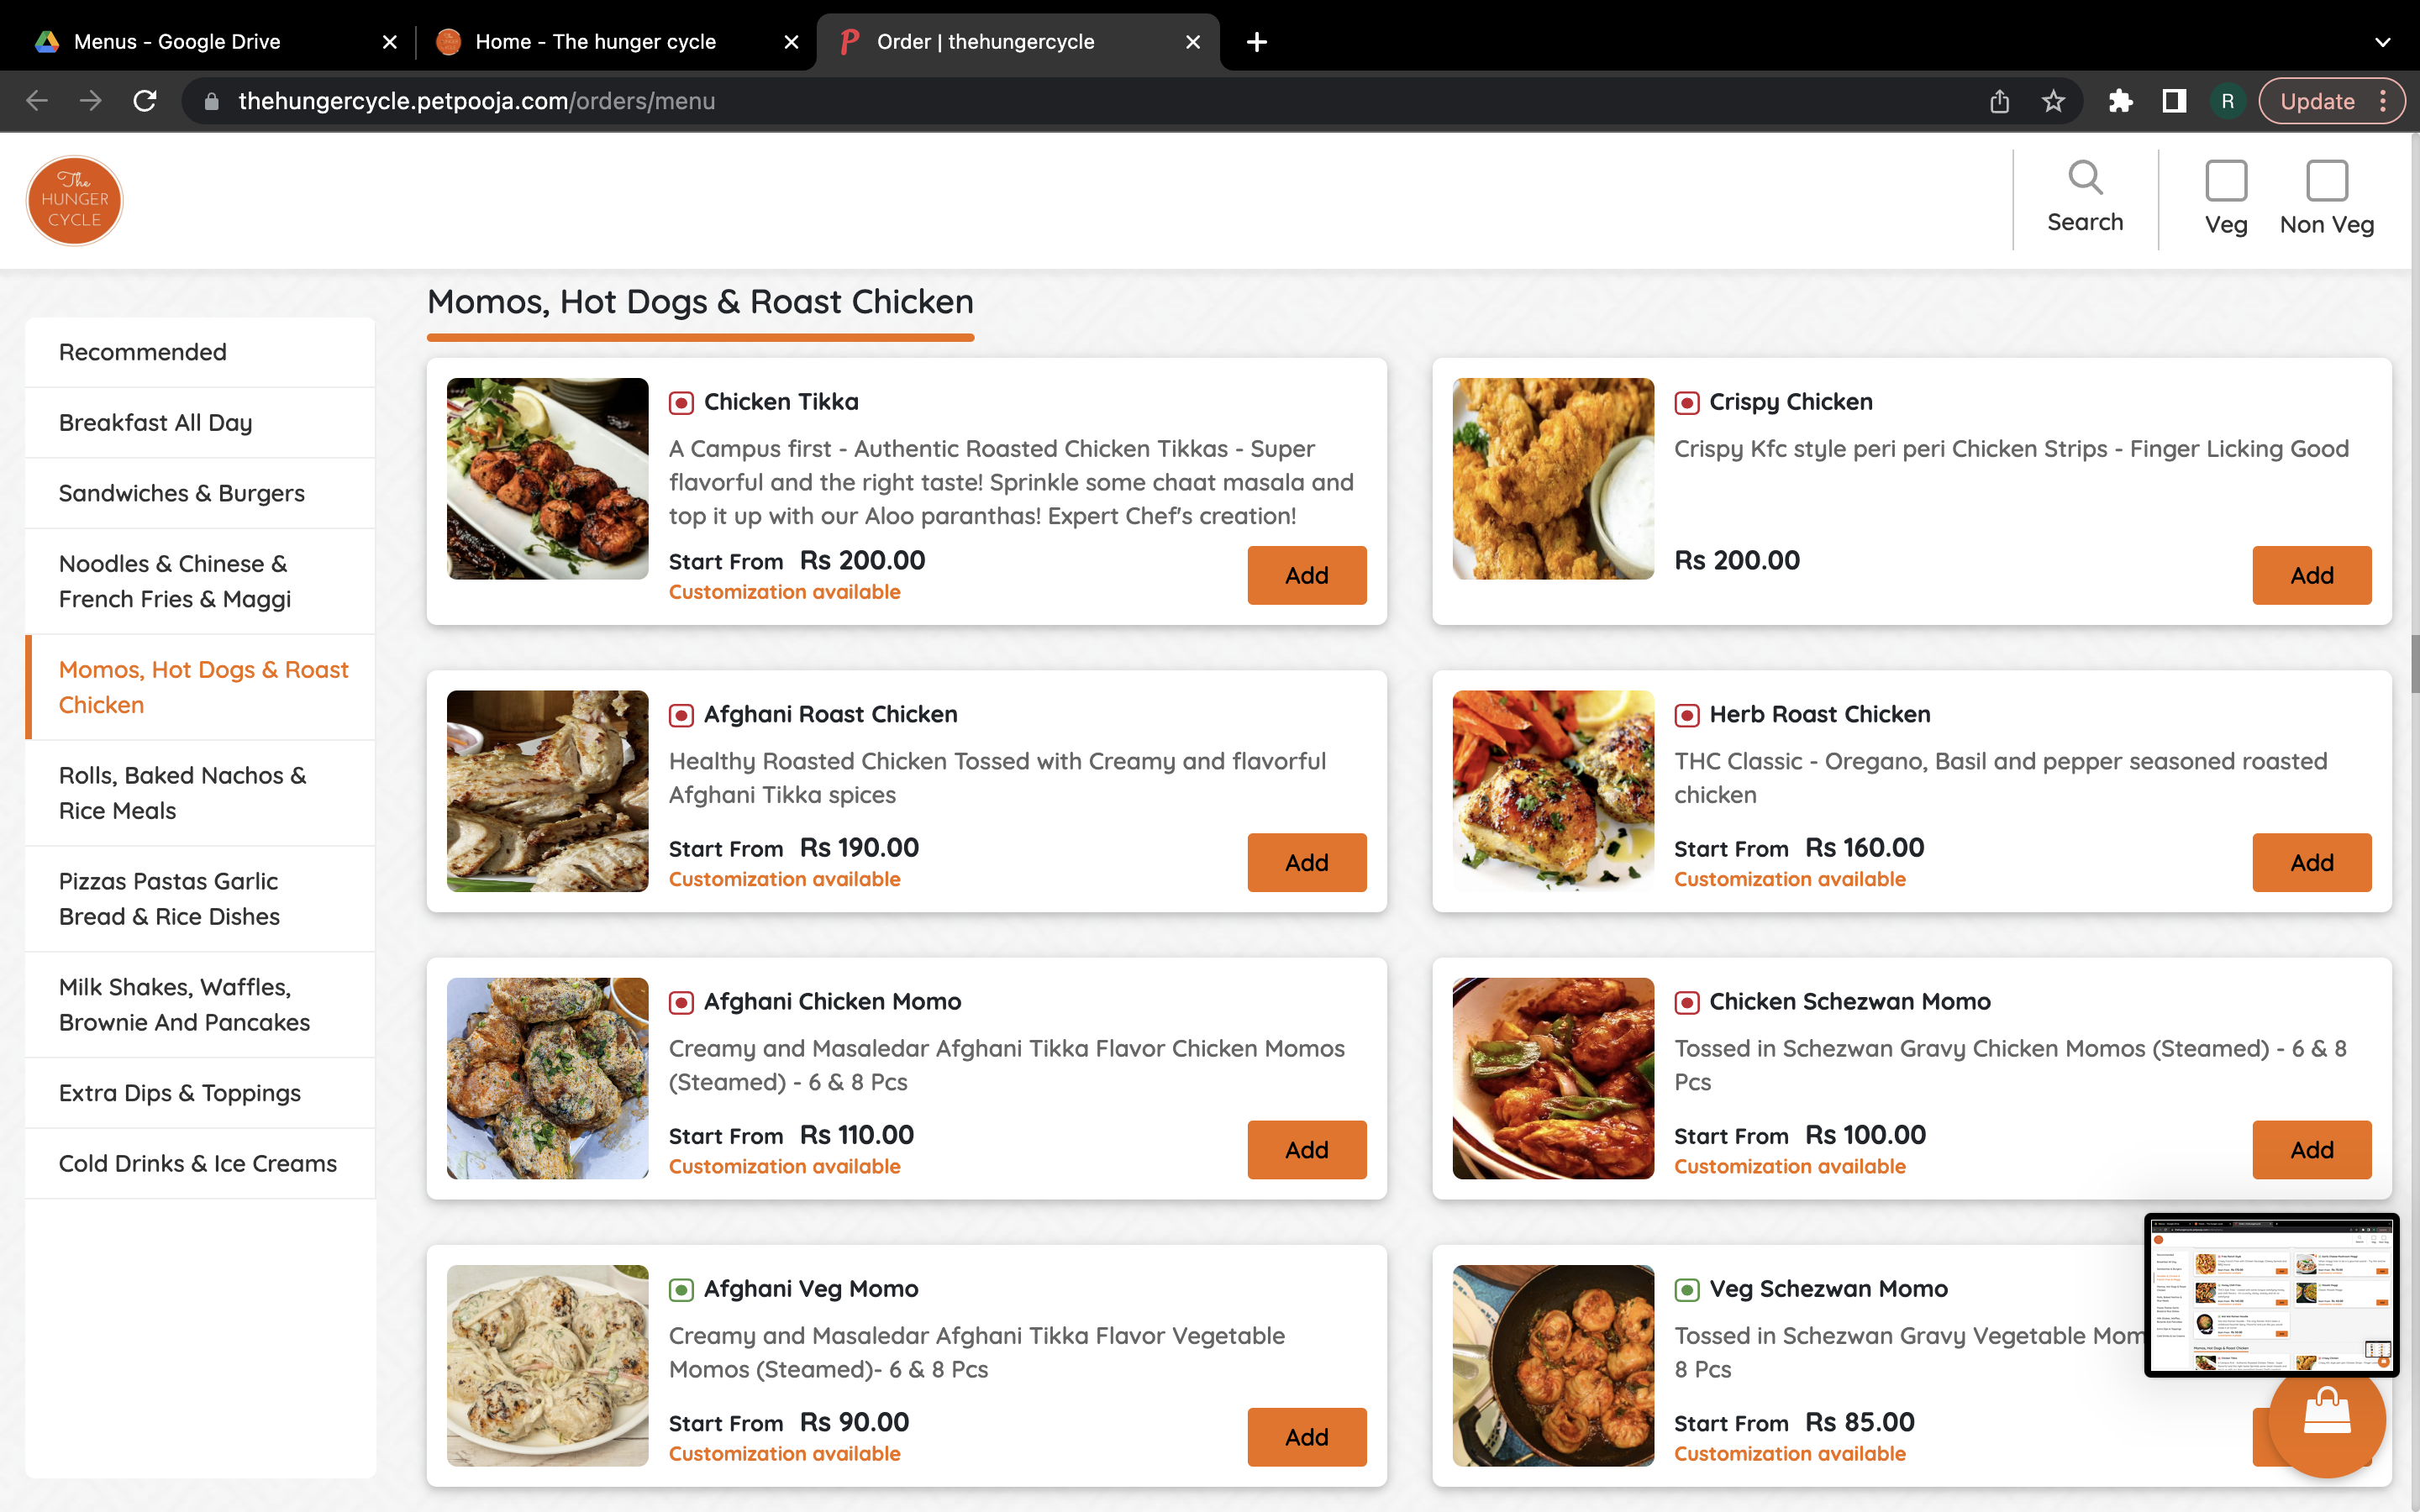 Menus - Google Drive
Home - The hunger cycle
Order | thehungercycle
thehungercycle.petpooja.com/orders/menu
R
Update
The
HUNGER
CYCLE
Search
Veg
Non Veg
Recommended
Breakfast All Day
Sandwiches & Burgers
Noodles & Chinese &
French Fries & Maggi
Momos, Hot Dogs & Roast
Chicken
Rolls, Baked Nachos &
Rice Meals
Pizzas Pastas Garlic
Bread & Rice Dishes
Milk Shakes, Waffles,
Brownie And Pancakes
Extra Dips & Toppings
Cold Drinks & Ice Creams
Momos, Hot Dogs & Roast Chicken
Chicken Tikka
A Campus first - Authentic Roasted Chicken Tikkas - Super
flavorful and the right taste! Sprinkle some chaat masala and
top it up with our Aloo paranthas! Expert Chef's creation!
Start From Rs 200.00
Customization available
Add
Crispy Chicken
Crispy Kfc style peri peri Chicken Strips - Finger Licking Good
Rs 200.00
Add
Afghani Roast Chicken
Healthy Roasted Chicken Tossed with Creamy and flavorful
Afghani Tikka spices
Start From Rs 190.00
Customization available
Add
Herb Roast Chicken
THC Classic - Oregano, Basil and pepper seasoned roasted
chicken
Start From Rs 160.00
Customization available
Add
Afghani Chicken Momo
Creamy and Masaledar Afghani Tikka Flavor Chicken Momos
(Steamed) - 6 & 8 Pcs
Start From Rs 110.00
Customization available
Add
Chicken Schezwan Momo
Tossed in Schezwan Gravy Chicken Momos (Steamed) - 6 & 8
Pcs
Start From Rs 100.00
Customization available
Add
Afghani Veg Momo
Creamy and Masaledar Afghani Tikka Flavor Vegetable
Momos (Steamed)- 6 & 8 Pcs
Start From Rs 90.00
Customization available
Add
Veg Schezwan Momo
Tossed in Schezwan Gravy Vegetable Mom
8 Pcs
Start From Rs 85.00
Customization available